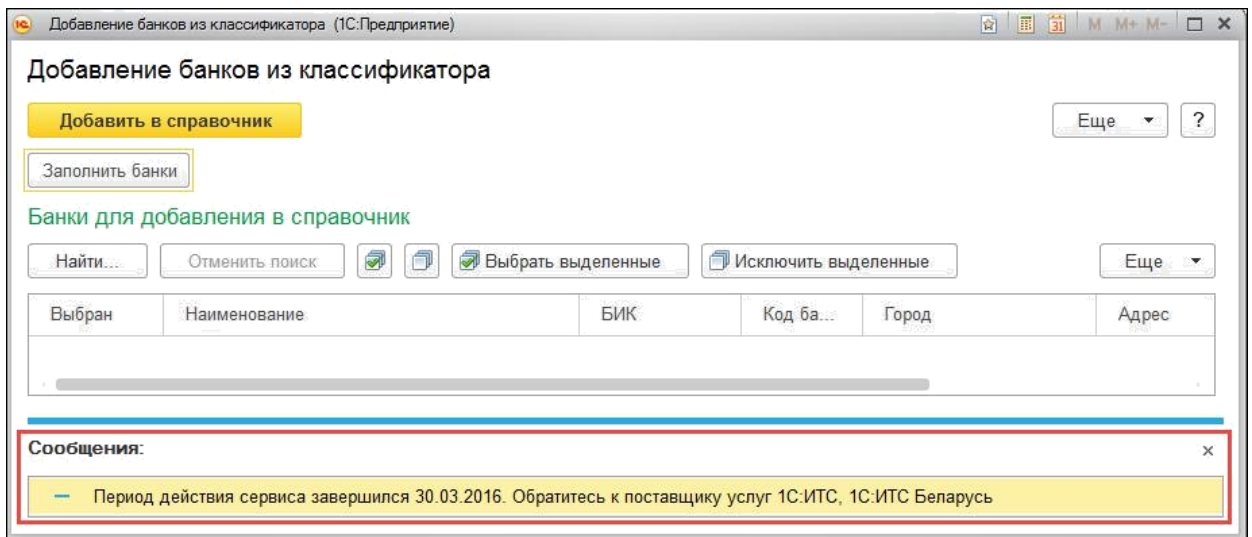 1С Добавление банков из классификатора (1С:Предприятие) 31 M M+ M-
Добавление банков из классификатора
Добавить в справочник Еще ?
Заполнить банки
Банки для добавления в справочник
Найти... Отменить поиск Выбрать выделенные Исключить выделенные Еще
Выбран Наименование БИК Код ба... Город Адрес
Сообщения:
Период действия сервиса завершился 30.03.2016. Обратитесь к поставщику услуг 1С:ИТС, 1С:ИТС Беларусь